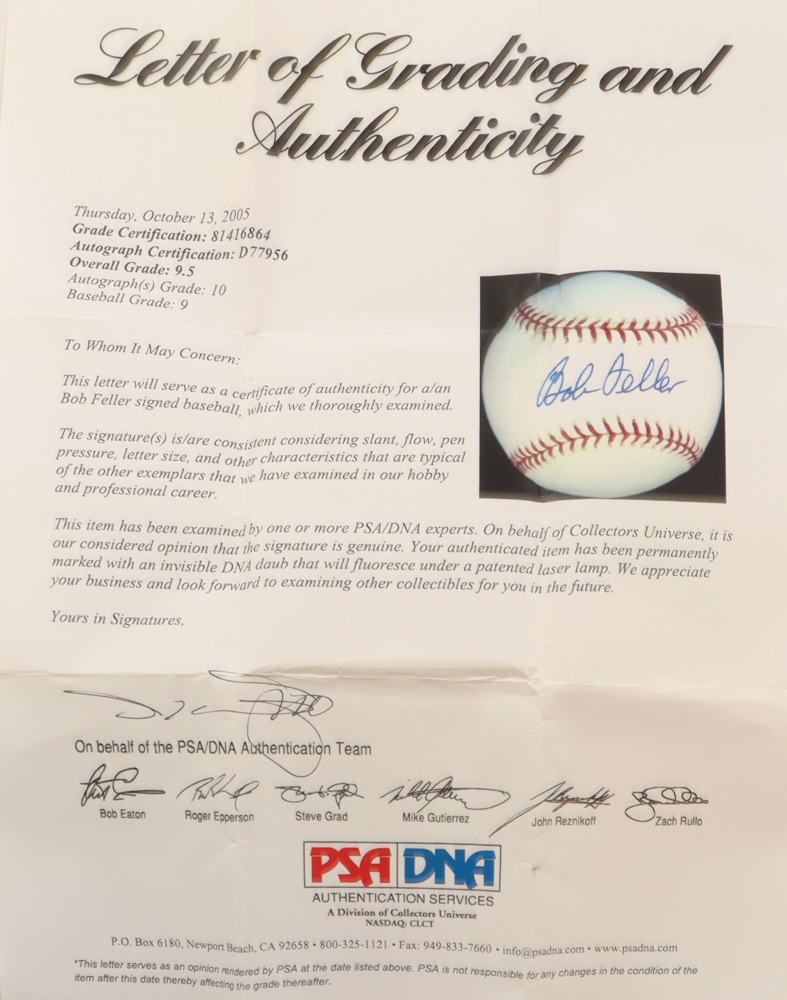 Letter of Grading and
Authenticity
Thursday, October 13, 2005
Grade Certification: 81416864
Autograph Certification: D77956
Overall Grade: 9.5
Autograph(s) Grade: 10
Baseball Grade: 9
To Whom It May Concern:
This letter will serve as a certificate of authenticity for a/an
Bob Feller signed baseball, which we thoroughly examined.
The signature(s) is/are consistent considering slant, flow, pen
pressure, letter size, and other characteristics that are typical
of the other exemplars that we have examined in our hobby
and professional career.
Bob Feller
This item has been examined by one or more PSA/DNA experts. On behalf of Collectors Universe, it is
our considered opinion that the signature is genuine. Your authenticated item has been permanently
marked with an invisible DNA daub that will fluoresce under a patented laser lamp. We appreciate
your business and look forward to examining other collectibles for you in the future.
Yours in Signatures,
On behalf of the PSA/DNA Authentication Team
Bob Eaton Roger Epperson Steve Grad Mike Gutierrez John Reznikoff Zach Rullo
PSA DNA
AUTHENTICATION SERVICES
A Division of Collectors Universe
NASDAQ: CLCT
P.O. Box 6180, Newport Beach, CA 92658 • 800-325-1121 • Fax: 949-833-7660 • info@psadna.com • www.psadna.com
*This letter serves as an opinion rendered by PSA at the date listed above. PSA is not responsible for any changes in the condition of the
item after this date thereby affecting the grade thereafter.